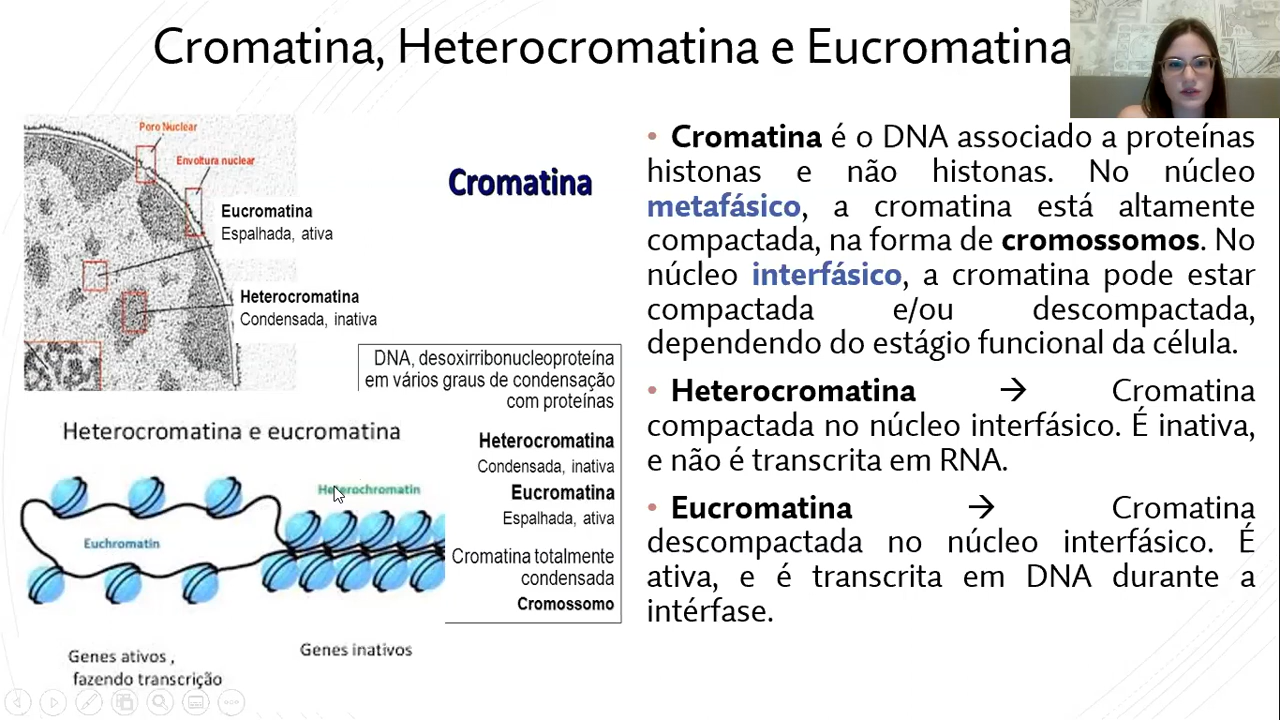 Cromatina, Heterocromatina e Eucromatina
Poro Nuclear
Envoltura nuclear
Eucromatina
Espalhada, ativa
Heterocromatina
Condensada, inativa
Cromatina
DNA, desoxirribonucleoproteína
em vários graus de condensação
com proteínas
Heterocromatina
Condensada, inativa
Eucromatina
Espalhada, ativa
Cromatina totalmente
condensada
Cromossomo
Heterocromatina e eucromatina
Heterochromatin
Euchromatin
Genes ativos ,
fazendo transcrição
Genes inativos
• Cromatina é o DNA associado a proteínas
histonas e não histonas. No núcleo
metafásico, a cromatina está altamente
compactada, na forma de cromossomos. No
núcleo interfásico, a cromatina pode estar
compactada e/ou descompactada,
dependendo do estágio funcional da célula.
• Heterocromatina → Cromatina
compactada no núcleo interfásico. É inativa,
e não é transcrita em RNA.
• Eucromatina → Cromatina
descompactada no núcleo interfásico. É
ativa, e é transcrita em DNA durante a
intérfase.